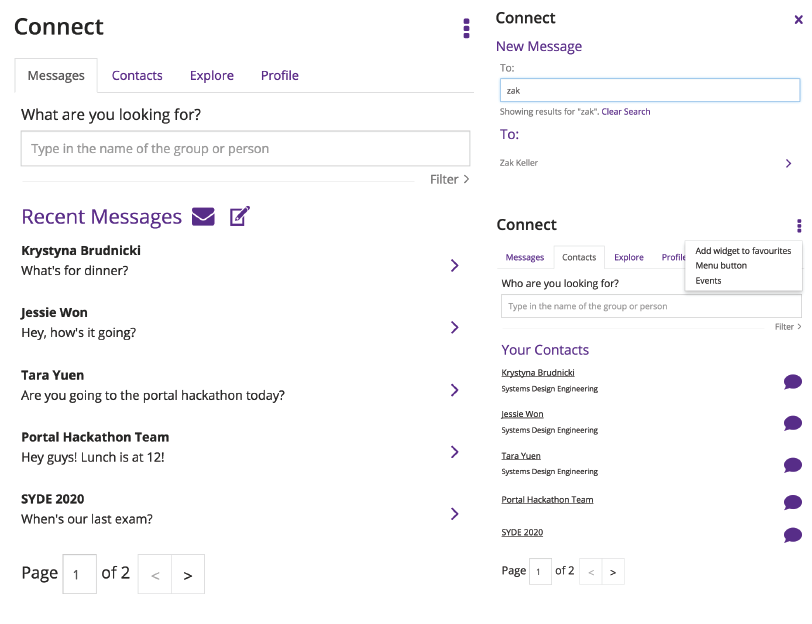 Connect
Messages Contacts Explore Profile
What are you looking for?
Type in the name of the group or person
Filter >
Recent Messages
Krystyna Brudnicki
What's for dinner?
Jessie Won
Hey, how's it going?
Tara Yuen
Are you going to the portal hackathon today?
Portal Hackathon Team
Hey guys! Lunch is at 12!
SYDE 2020
When's our last exam?
Page 1 of 2 < >
Connect x
New Message
To:
zak
Showing results for "zak". Clear Search
To:
Zak Keller
Connect
Add widget to favourites
Menu button
Events
Messages Contacts Explore Profile
Who are you looking for?
Type in the name of the group or person
Filter >
Your Contacts
Krystyna Brudnicki
Systems Design Engineering
Jessie Won
Systems Design Engineering
Tara Yuen
Systems Design Engineering
Portal Hackathon Team
SYDE 2020
Page 1 of 2 < >